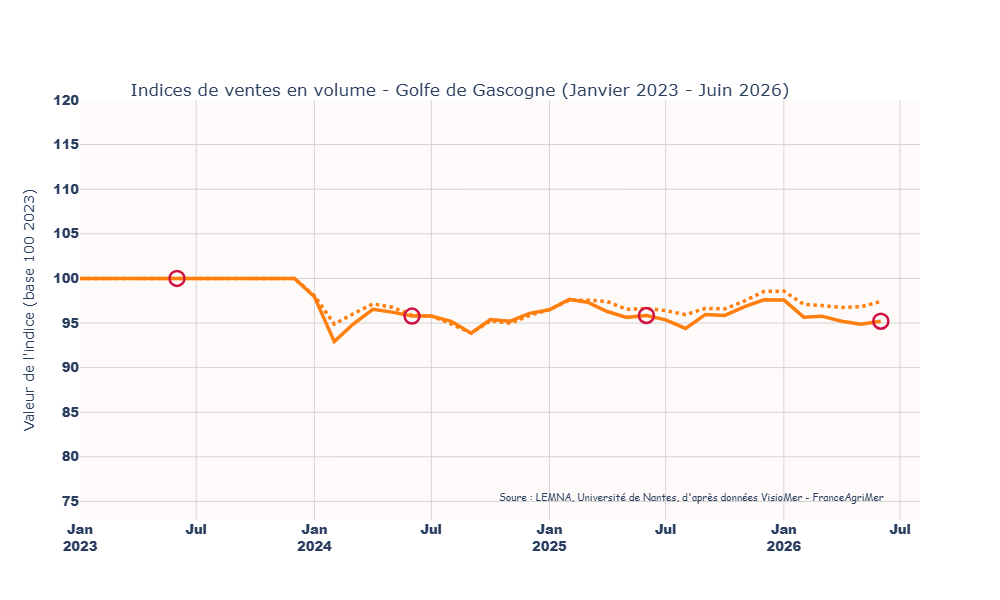 Indices de ventes en volume - Golfe de Gascogne (Janvier 2023 - Juin 2026)
Valeur de l'indice (base 100 2023)
120
115
110
105
100
95
90
85
80
75
Soure : LEMNA, Université de Nantes, d'après données VisioMer - FranceAgriMer
Jan Jul Jan Jul Jan Jul Jan Jul
2023 2024 2025 2026